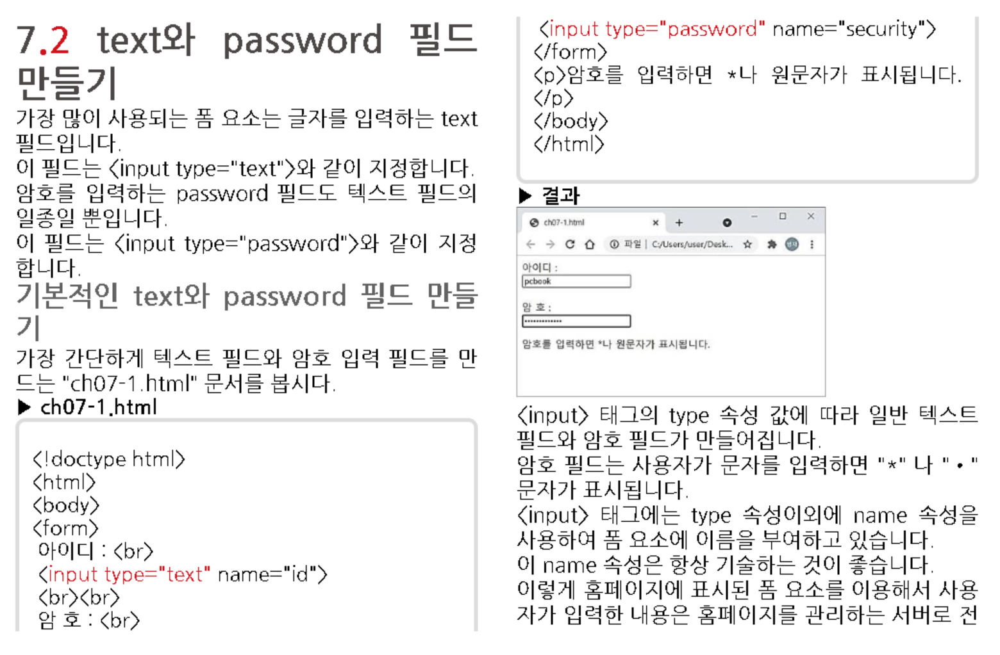 7.2 text와 password 필드
만들기
가장 많이 사용되는 폼 요소는 글자를 입력하는 text
필드입니다.
이 필드는 <input type="text">와 같이 지정합니다.
암호를 입력하는 password 필드도 텍스트 필드의
일종일 뿐입니다.
이 필드는 <input type="password">와 같이 지정
합니다.
기본적인 text와 password 필드 만들
기
가장 간단하게 텍스트 필드와 암호 입력 필드를 만
드는 "ch07-1.html" 문서를 봅시다.
▶ ch07-1.html
<!doctype html>
<html>
<body>
<form>
아이디 : <br>
<input type="text" name="id">
<br><br>
암 호 : <br>
<input type="password" name="security">
</form>
<p>암호를 입력하면 *나 원문자가 표시됩니다.
</p>
</body>
</html>
▶ 결과
ch07-1.html
파일 | C:/Users/user/Desk...
아이디 :
pcbook
암 호 :
•••••••••••••
암호를 입력하면 *나 원문자가 표시됩니다.
<input> 태그의 type 속성 값에 따라 일반 텍스트
필드와 암호 필드가 만들어집니다.
암호 필드는 사용자가 문자를 입력하면 "*" 나 " • "
문자가 표시됩니다.
<input> 태그에는 type 속성이외에 name 속성을
사용하여 폼 요소에 이름을 부여하고 있습니다.
이 name 속성은 항상 기술하는 것이 좋습니다.
이렇게 홈페이지에 표시된 폼 요소를 이용해서 사용
자가 입력한 내용은 홈페이지를 관리하는 서버로 전